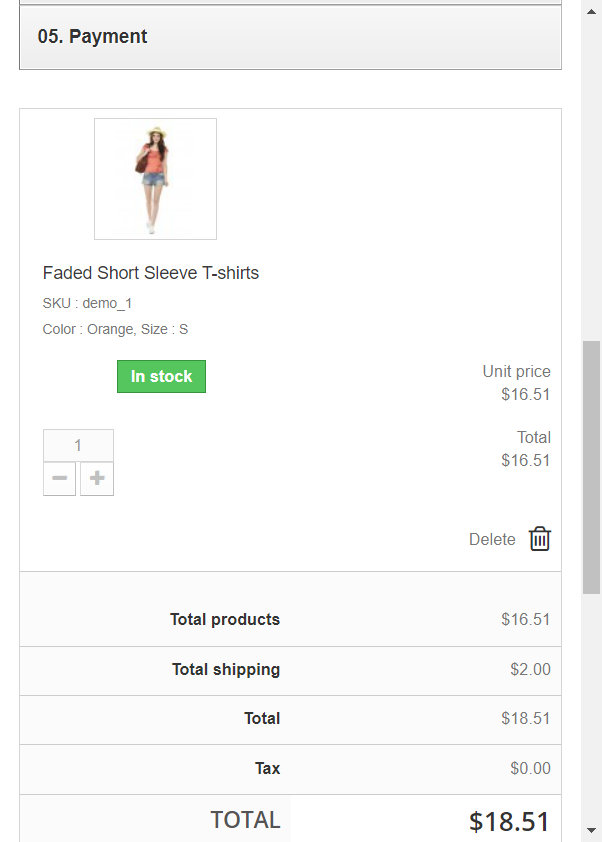 05. Payment
Faded Short Sleeve T-shirts
SKU : demo_1
Color : Orange, Size : S
In stock
Unit price
$16.51
1
Total
$16.51
Delete
Total products $16.51
Total shipping $2.00
Total $18.51
Tax $0.00
TOTAL $18.51